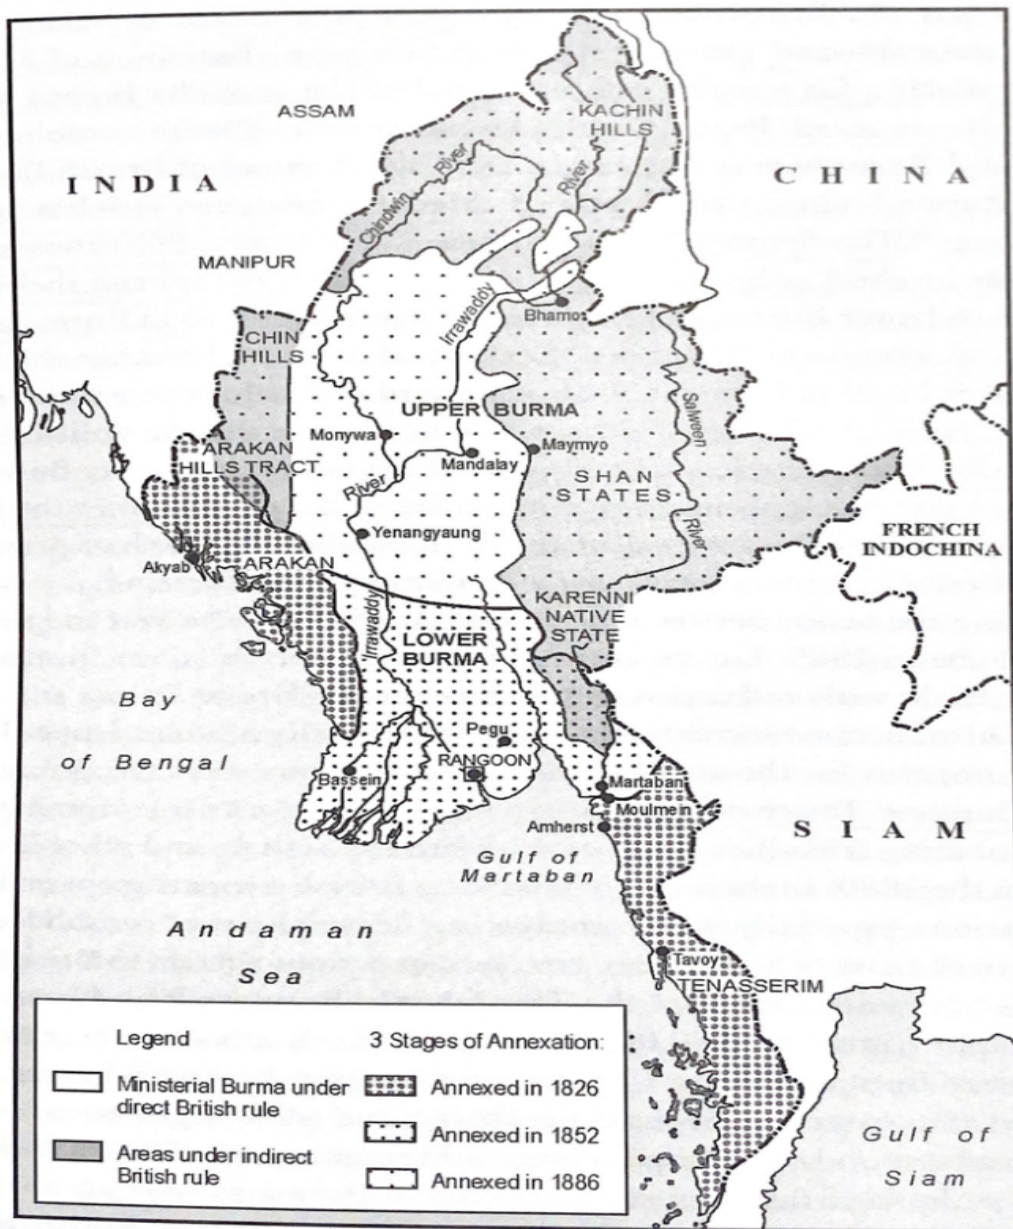 ASSAM
KACHIN
HILLS
INDIA
CHINA
Chindwin River
River
MANIPUR
Irrawaddy
Bhamo
CHIN
HILLS
UPPER BURMA
Salween
Monywa
Maymyo
ARAKAN
HILLS TRACT
Mandalay
SHAN
STATES
River
River
Yenangyaung
FRENCH
INDOCHINA
Akyab
ARAKAN
KARENNI
NATIVE
STATE
Irrawaddy
LOWER
BURMA
Bay
of Bengal
Pegu
RANGOON
Bassein
Martaban
Moulmein
Amherst
SIAM
Gulf of
Martaban
Andaman
Sea
Tavoy
TENASSERIM
Legend
3 Stages of Annexation:
Ministerial Burma under
direct British rule
Annexed in 1826
Annexed in 1852
Areas under indirect
British rule
Annexed in 1886
Gulf of
Siam